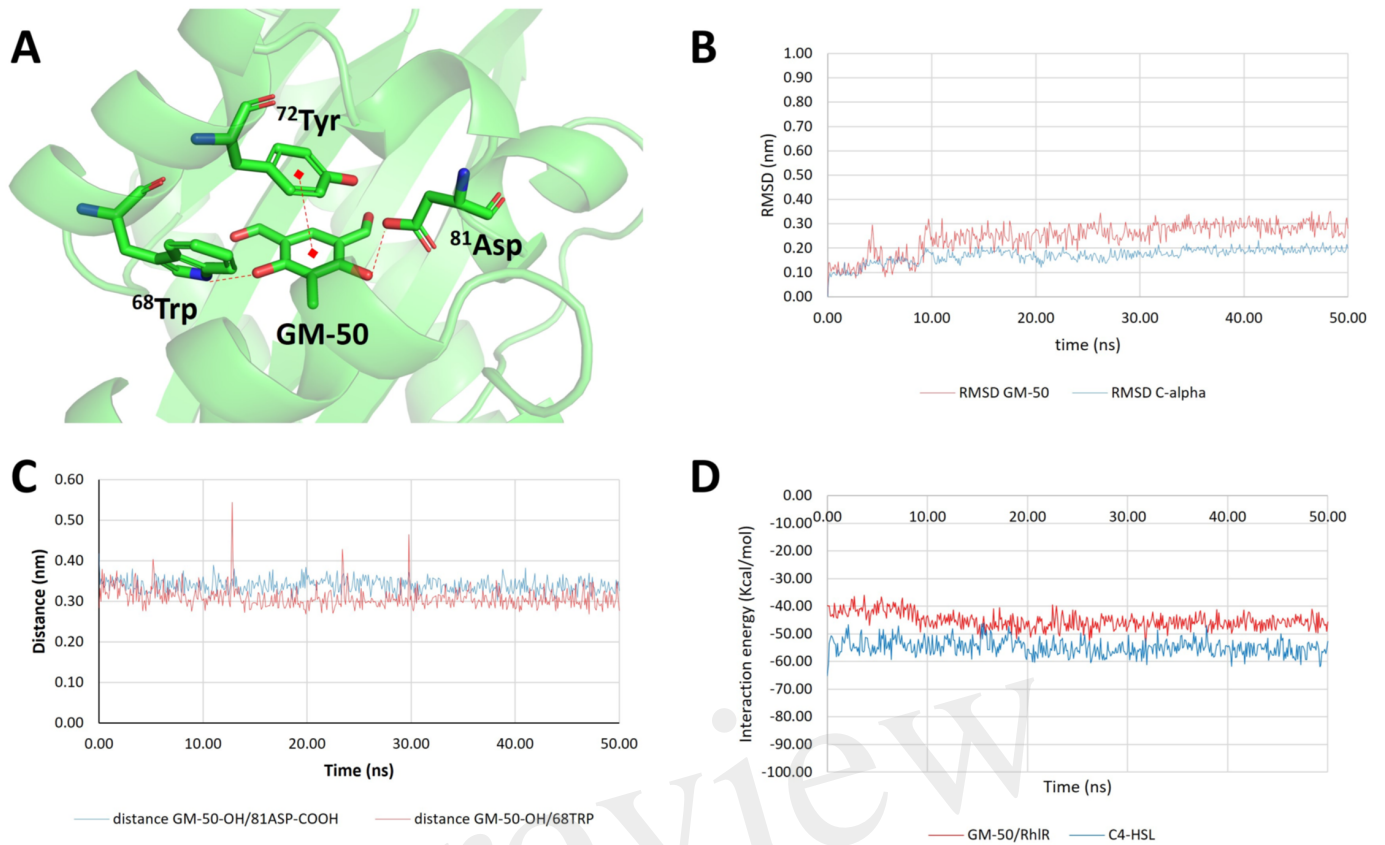 A
72Tyr
81Asp
68Trp
GM-50
B
1.00
0.90
0.80
0.70
0.60
0.50
0.40
0.30
0.20
0.10
0.00
RMSD (nm)
0.00 10.00 20.00 30.00 40.00 50.00
time (ns)
RMSD GM-50 RMSD C-alpha
C
0.60
0.50
0.40
0.30
0.20
0.10
0.00
Distance (nm)
0.00 10.00 20.00 30.00 40.00 50.00
Time (ns)
distance GM-50-OH/81ASP-COOH distance GM-50-OH/68TRP
D
0.00
-10.00
-20.00
-30.00
-40.00
-50.00
-60.00
-70.00
-80.00
-90.00
-100.00
Interaction energy (Kcal/mol)
0.00 10.00 20.00 30.00 40.00 50.00
Time (ns)
GM-50/RhlR C4-HSL